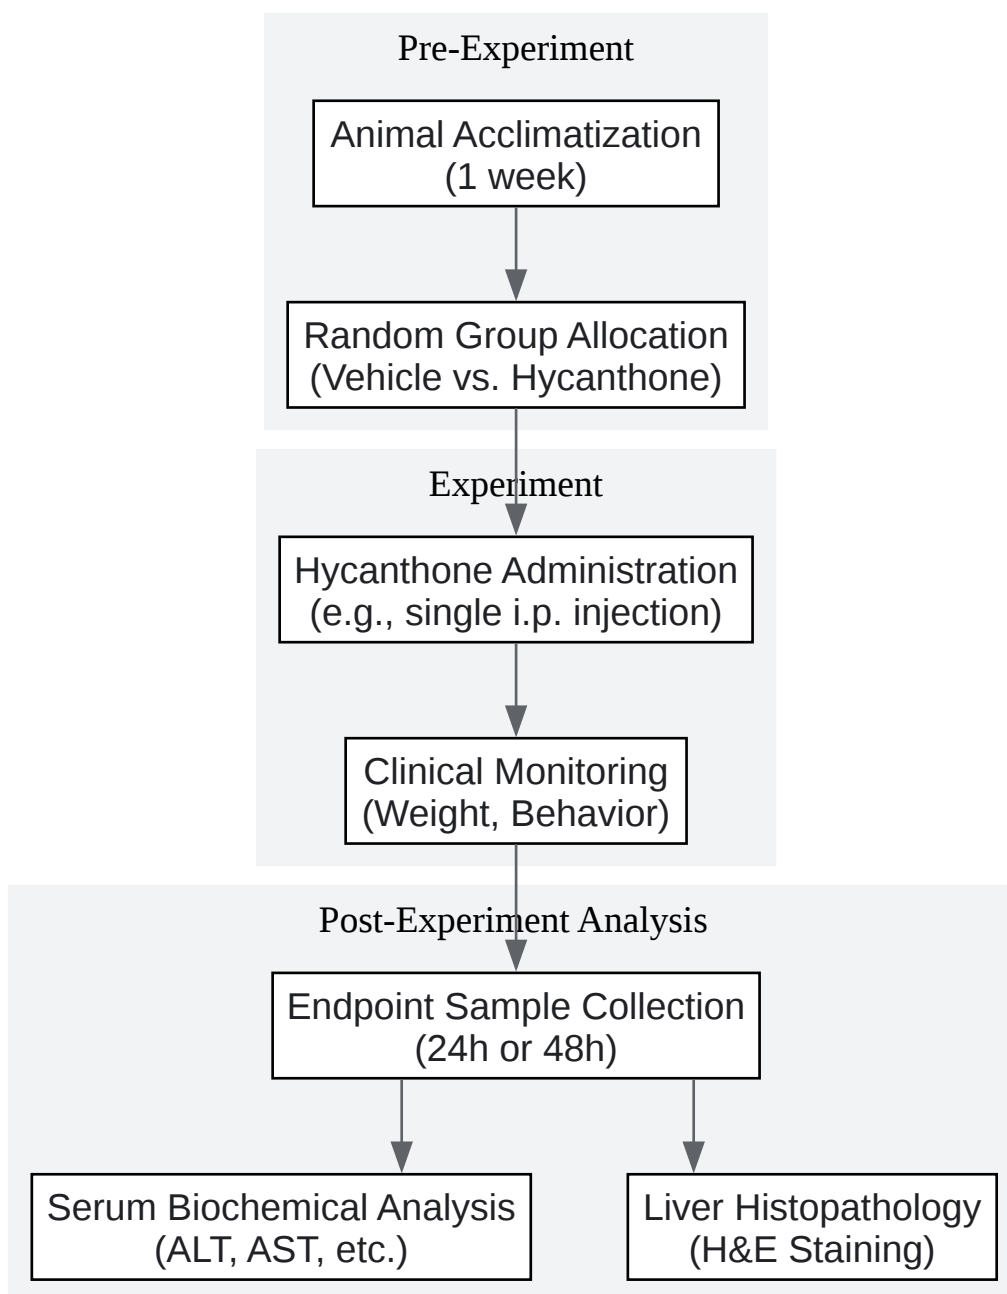 Pre-Experiment
Animal Acclimatization
(1 week)
Random Group Allocation
(Vehicle vs. Hycanthone)
Experiment
Hycanthone Administration
(e.g., single i.p. injection)
Clinical Monitoring
(Weight, Behavior)
Post-Experiment Analysis
Endpoint Sample Collection
(24h or 48h)
Serum Biochemical Analysis
(ALT, AST, etc.)
Liver Histopathology
(H&E Staining)